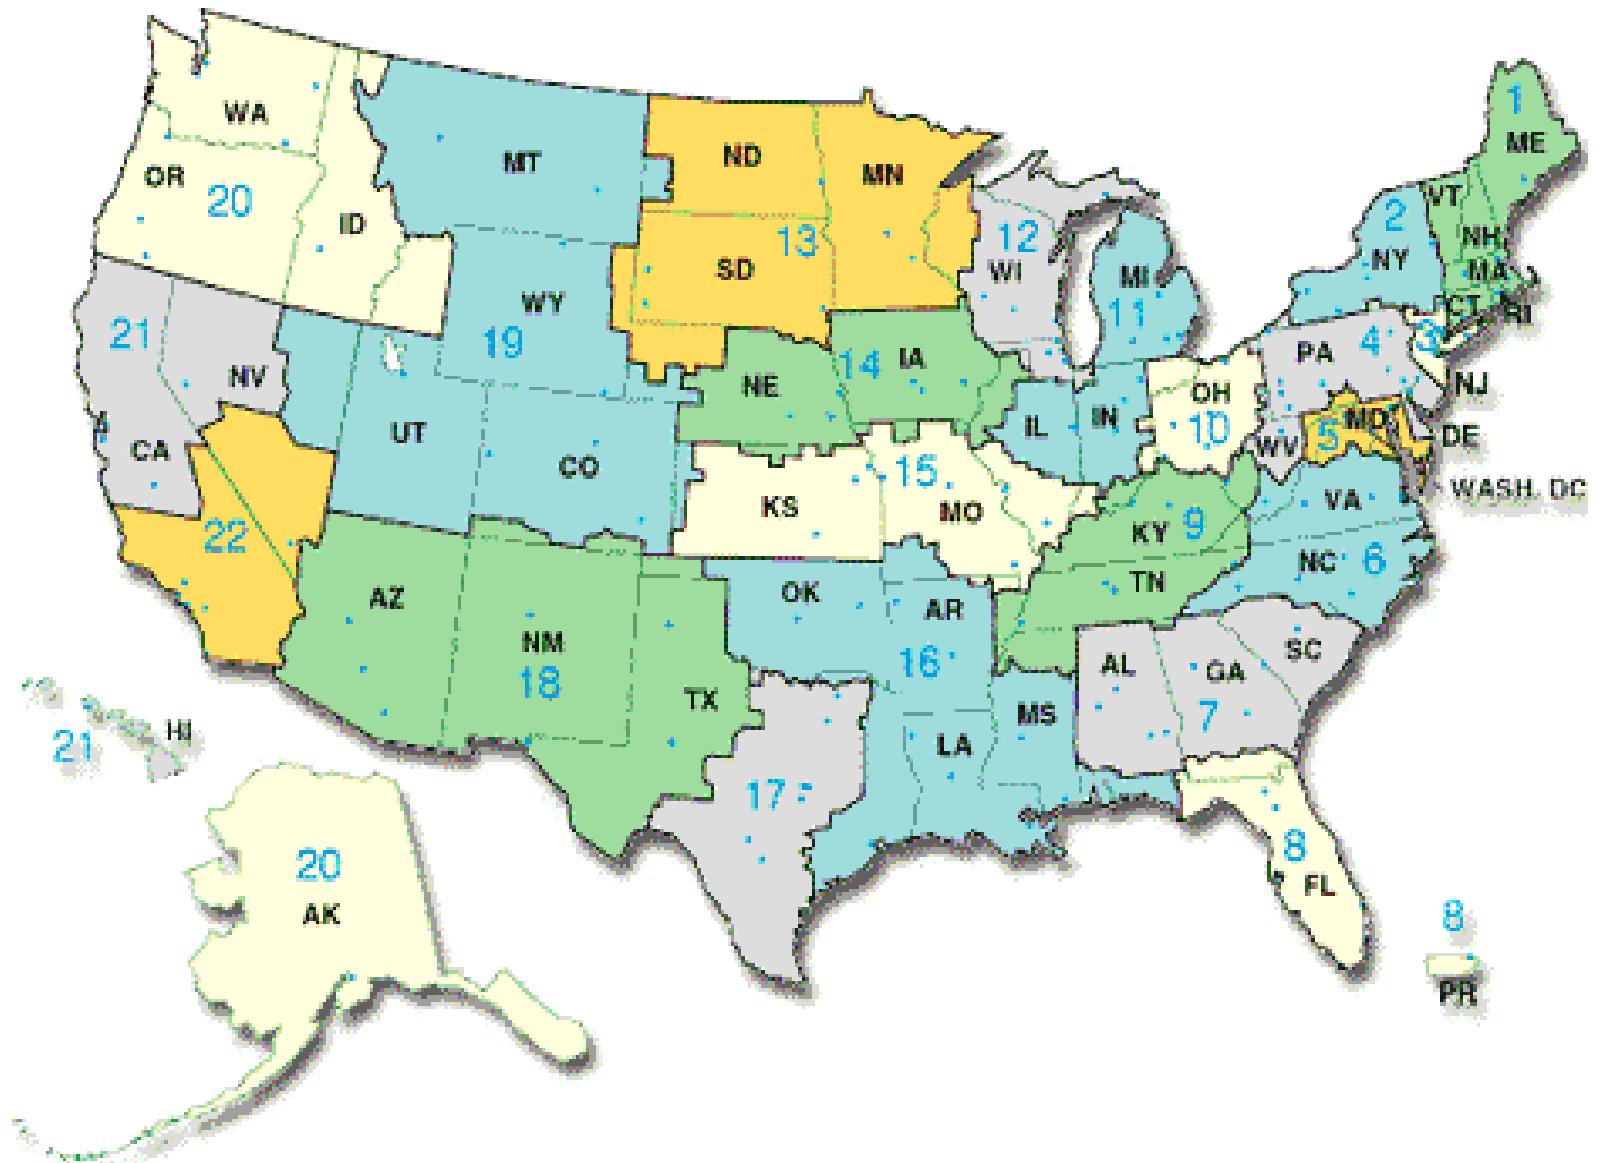 1
ME
WA
MT
ND
MN
OR
20
ID
VT
2
NH
12
NY
13
SD
WI
MI
MA
WY
11
CT
RI
21
19
NV
14
IA
PA
4
3
NE
OH
NJ
UT
CA
IL
IN
10
5
MD
DE
WV
CO
15
WASH. DC
KS
MO
VA
22
KY
9
NC
6
AZ
OK
AR
TN
NM
18
16
AL
GA
SC
TX
MS
7
HI
21
LA
17
20
8
FL
AK
8
PR